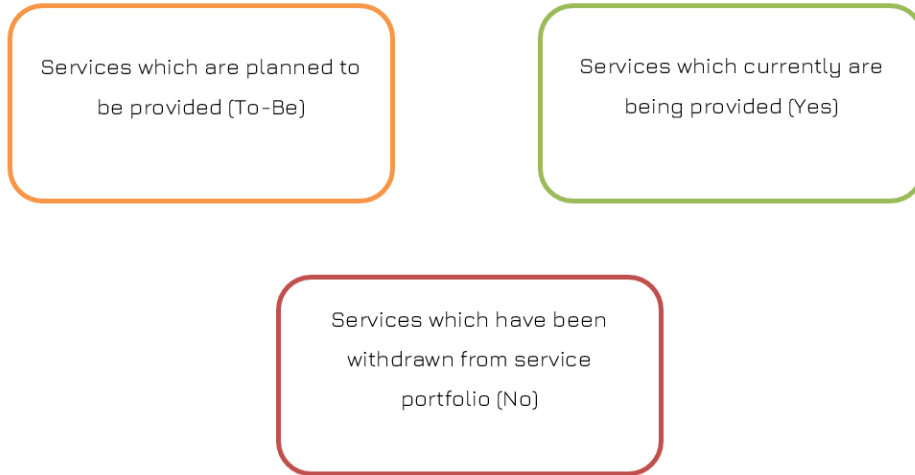 Services which are planned to
be provided (To-Be)
Services which currently are
being provided (Yes)
Services which have been
withdrawn from service
portfolio (No)